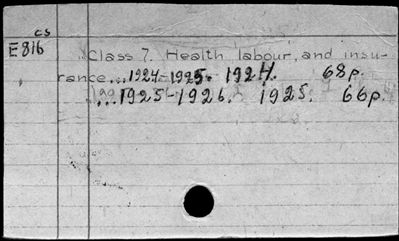 cs
E816
Class 7. Health labour, and insu-
rance...1924-1925. 1924. 68p.
...1925-1926. 1925. 66p.